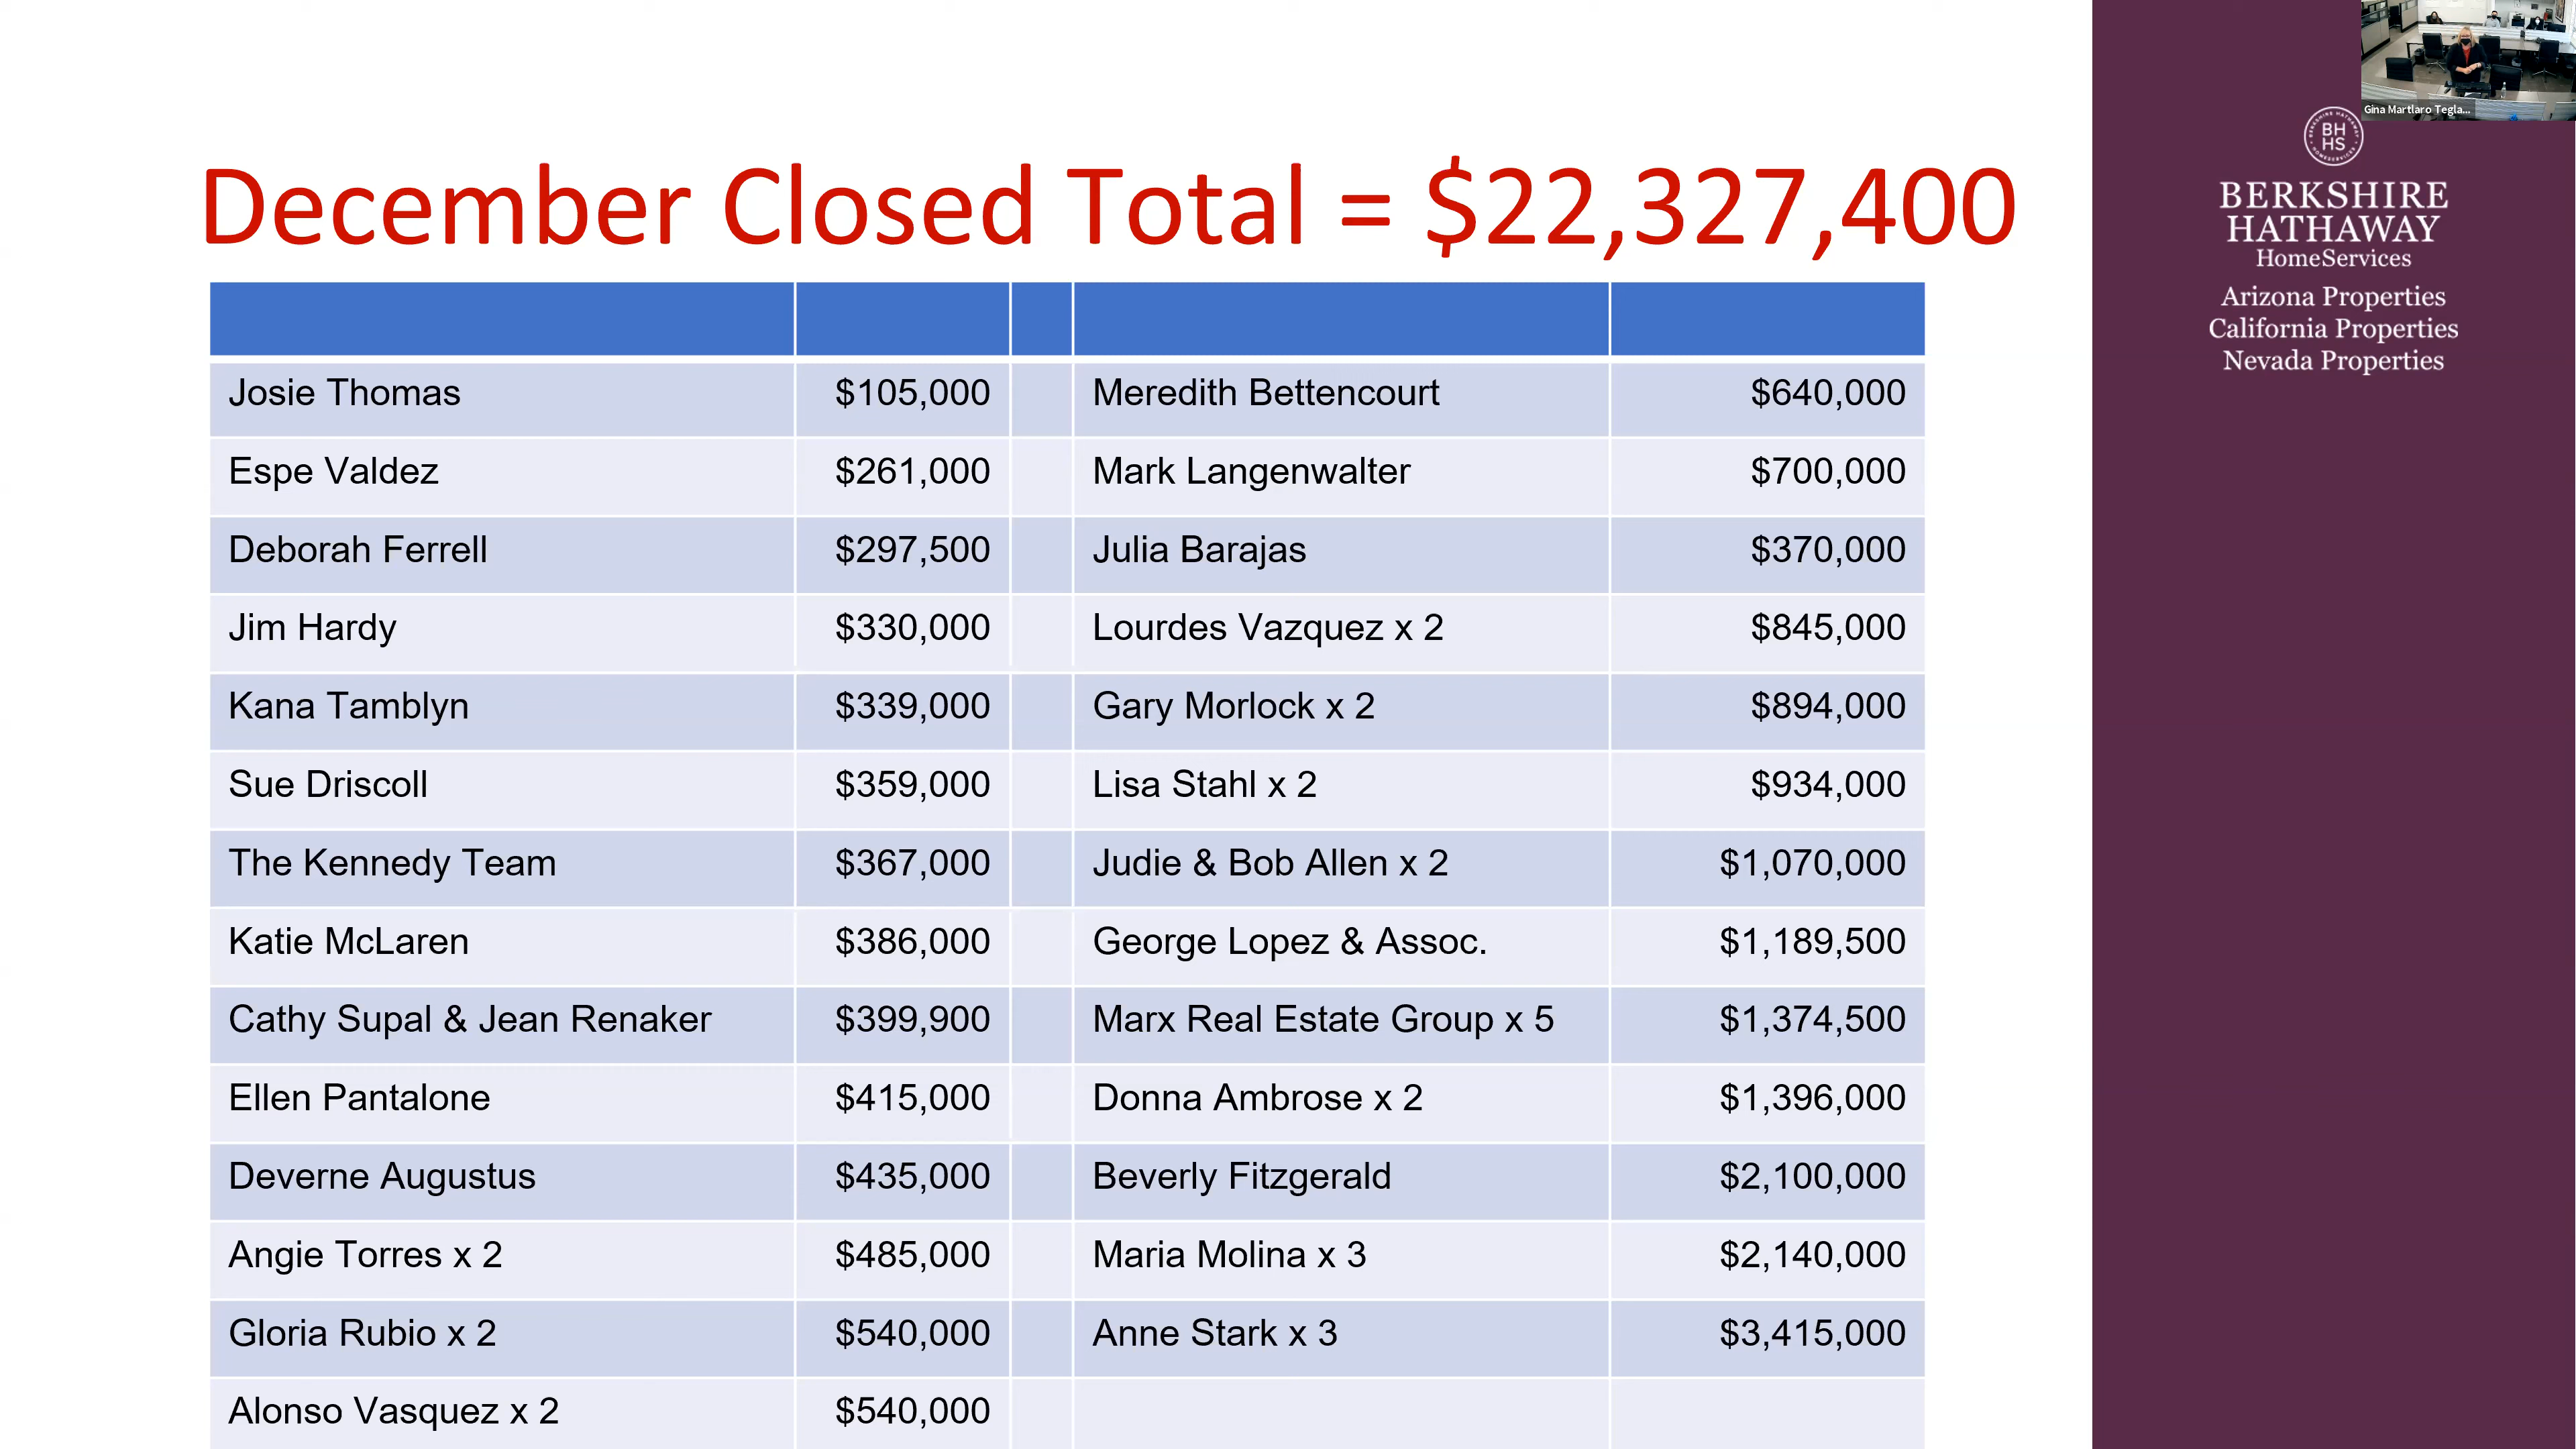 December Closed Total = $22,327,400
Josie Thomas $105,000 Meredith Bettencourt $640,000
Espe Valdez $261,000 Mark Langenwalter $700,000
Deborah Ferrell $297,500 Julia Barajas $370,000
Jim Hardy $330,000 Lourdes Vazquez x 2 $845,000
Kana Tamblyn $339,000 Gary Morlock x 2 $894,000
Sue Driscoll $359,000 Lisa Stahl x 2 $934,000
The Kennedy Team $367,000 Judie & Bob Allen x 2 $1,070,000
Katie McLaren $386,000 George Lopez & Assoc. $1,189,500
Cathy Supal & Jean Renaker $399,900 Marx Real Estate Group x 5 $1,374,500
Ellen Pantalone $415,000 Donna Ambrose x 2 $1,396,000
Deverne Augustus $435,000 Beverly Fitzgerald $2,100,000
Angie Torres x 2 $485,000 Maria Molina x 3 $2,140,000
Gloria Rubio x 2 $540,000 Anne Stark x 3 $3,415,000
Alonso Vasquez x 2 $540,000
Gina Martlaro Tegla...
BERKSHIRE HATHAWAY
BH
HS
HOMESERVICES
BERKSHIRE
HATHAWAY
HomeServices
Arizona Properties
California Properties
Nevada Properties